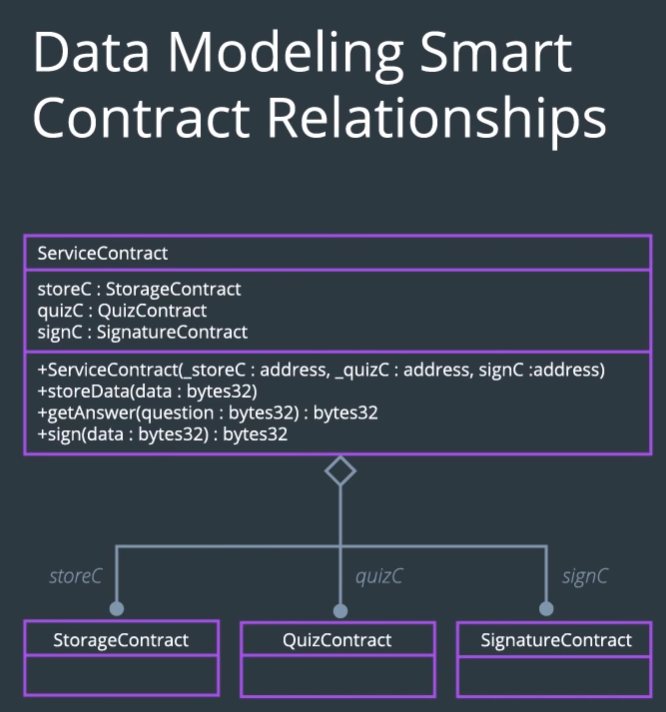 Data Modeling Smart
Contract Relationships
ServiceContract
storeC : StorageContract
quizC : QuizContract
signC : SignatureContract
+ServiceContract(_storeC : address, _quizC : address, signC :address)
+storeData(data : bytes32)
+getAnswer(question : bytes32) : bytes32
+sign(data : bytes32) : bytes32
storeC quizC signC
StorageContract QuizContract SignatureContract